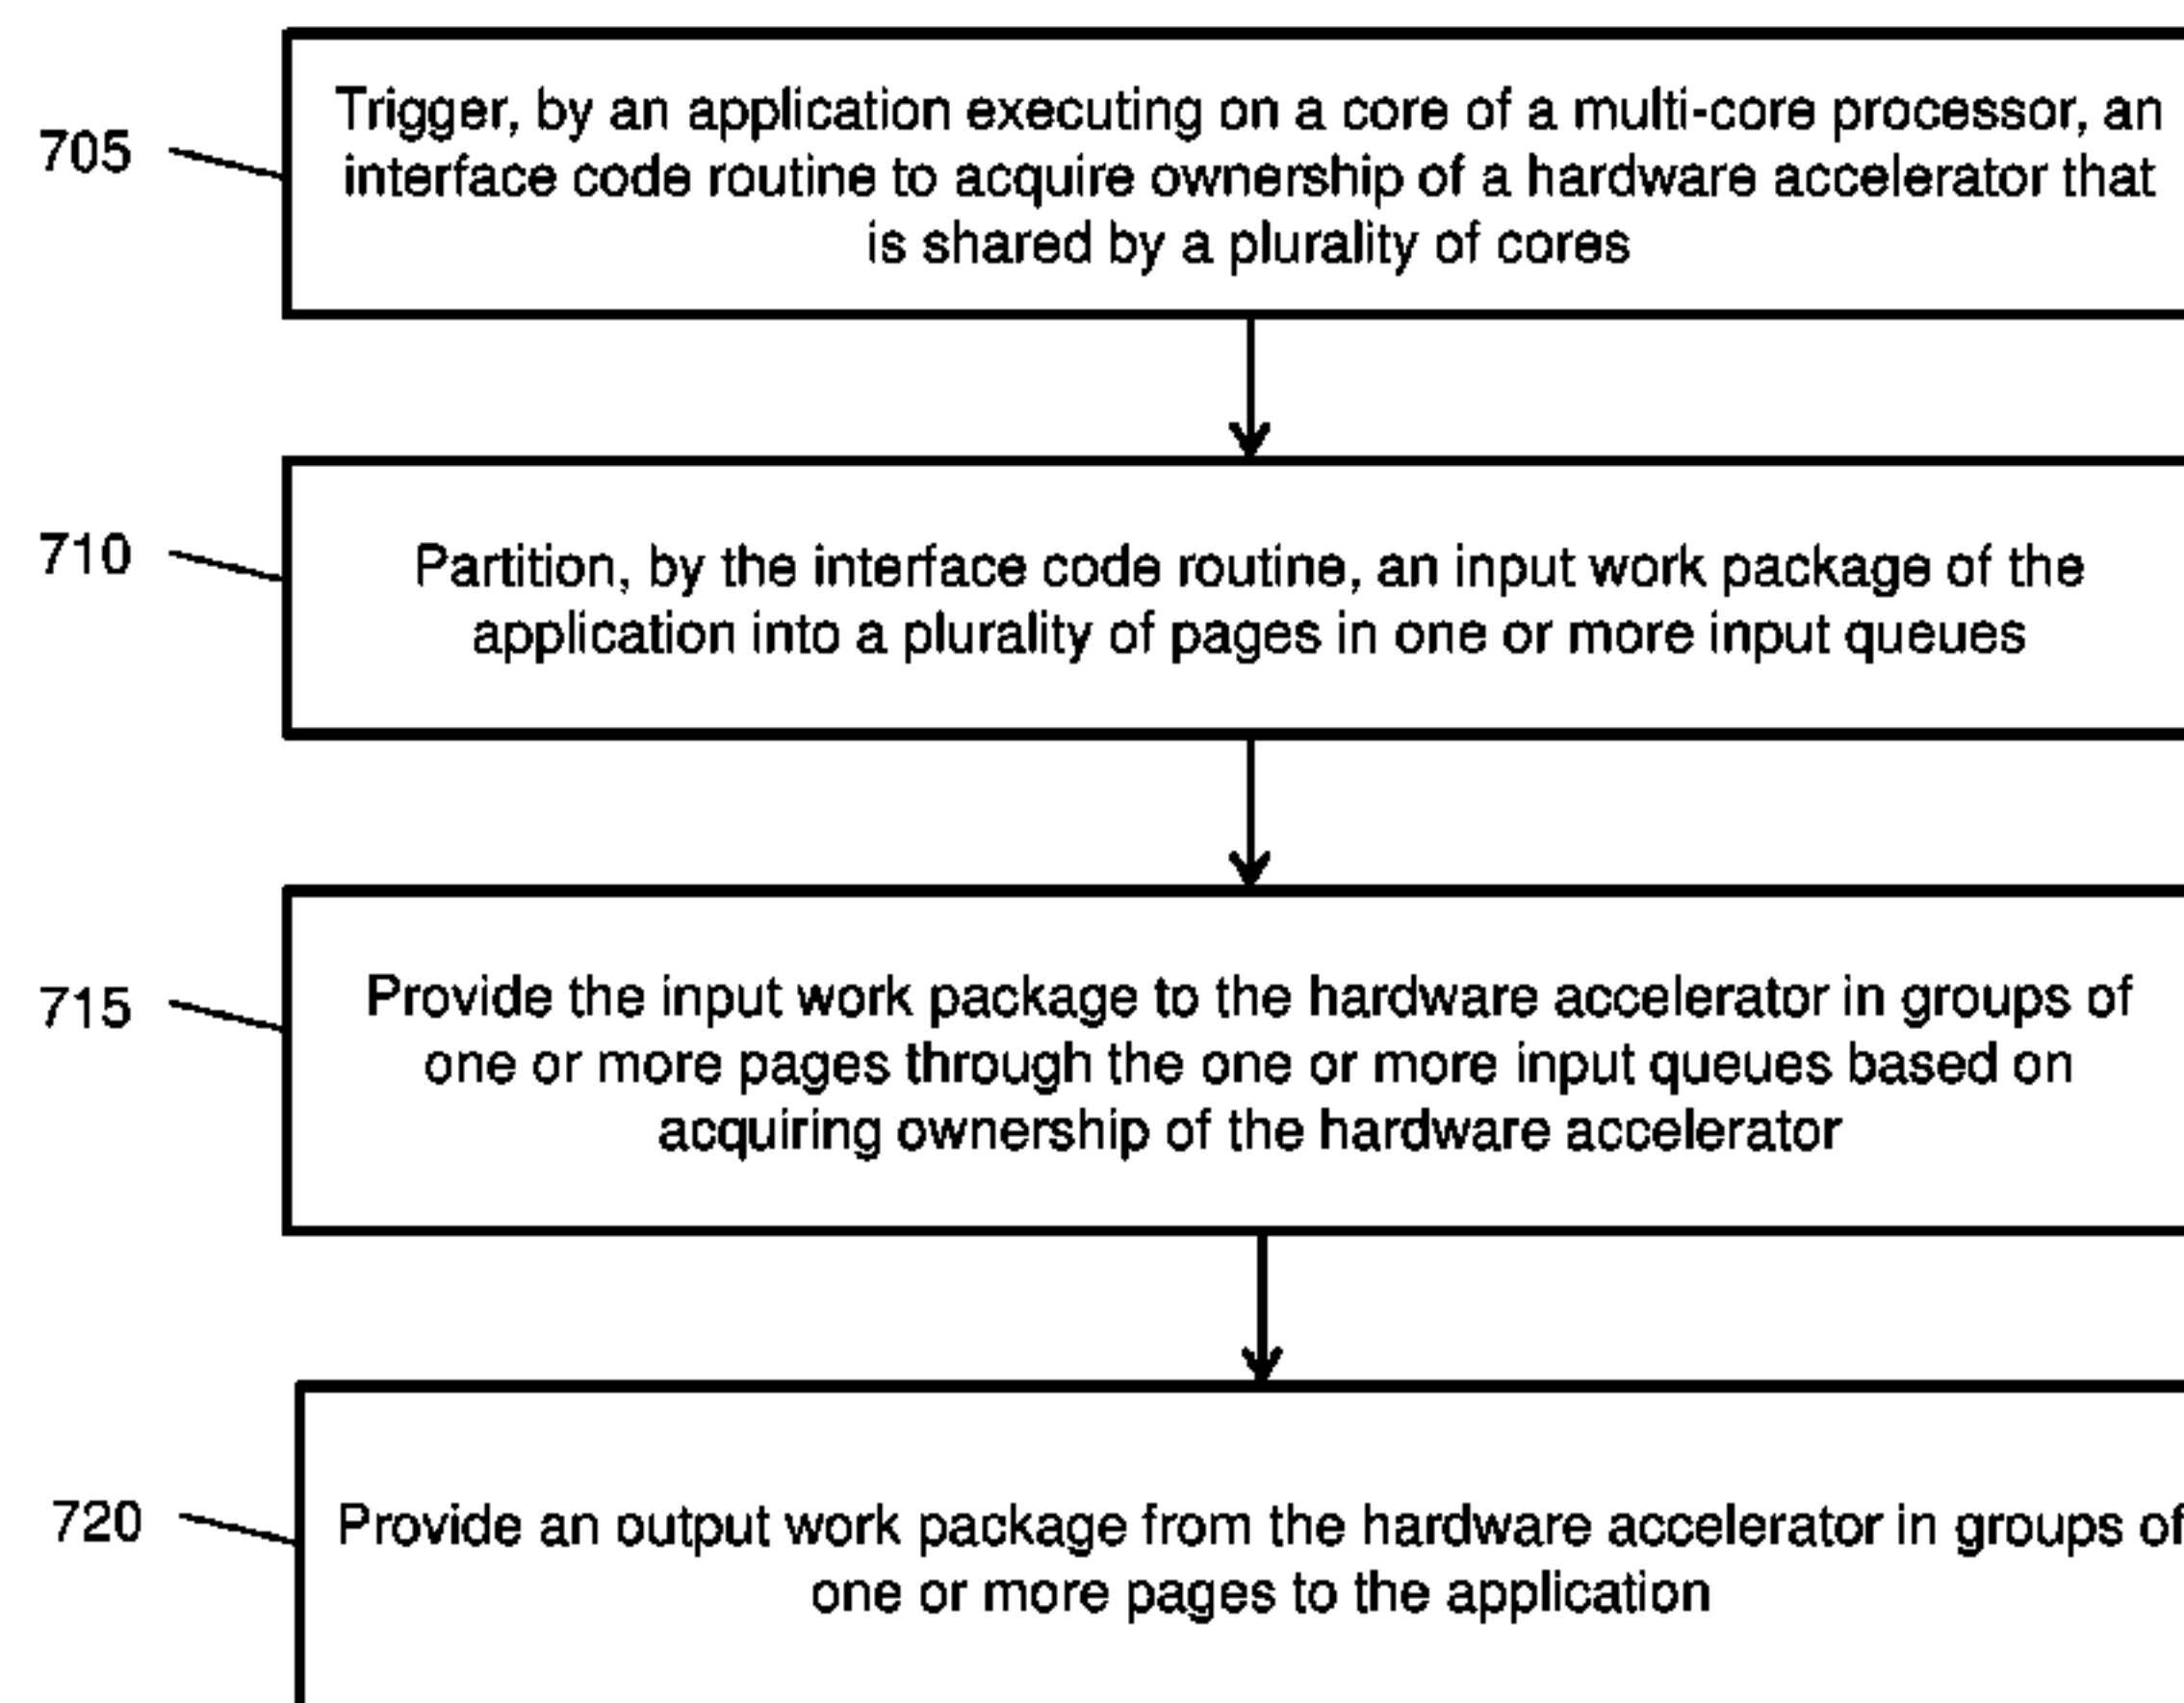 705
Trigger, by an application executing on a core of a multi-core processor, an
interface code routine to acquire ownership of a hardware accelerator that
is shared by a plurality of cores
710
Partition, by the interface code routine, an input work package of the
application into a plurality of pages in one or more input queues
715
Provide the input work package to the hardware accelerator in groups of
one or more pages through the one or more input queues based on
acquiring ownership of the hardware accelerator
720
Provide an output work package from the hardware accelerator in groups of
one or more pages to the application